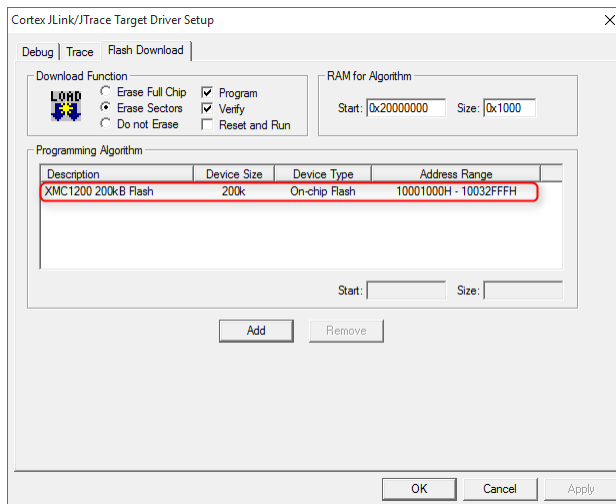 Cortex JLink/JTrace Target Driver Setup
Debug Trace Flash Download
Download Function
LOAD
Erase Full Chip
Erase Sectors
Do not Erase
Program
Verify
Reset and Run
RAM for Algorithm
Start: 0x20000000 Size: 0x1000
Programming Algorithm
Description Device Size Device Type Address Range
XMC1200 200kB Flash 200k On-chip Flash 10001000H - 10032FFFH
Start: Size:
Add Remove
OK Cancel Apply